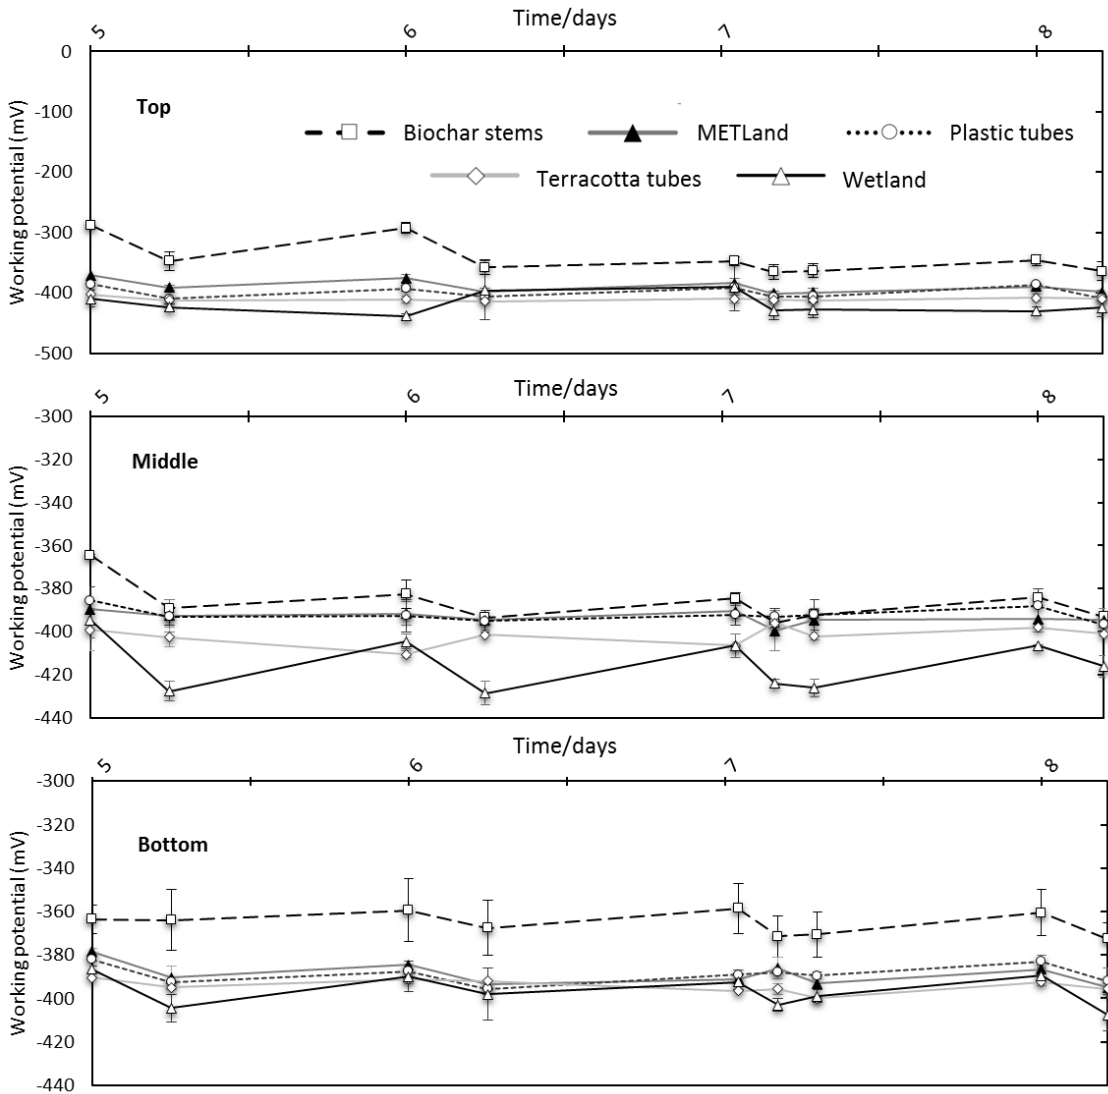 Time/days
5 6 7 8
0
-100
-200
-300
-400
-500
Working potential (mV)
Top
Biochar stems METLand Plastic tubes
Terracotta tubes Wetland
Time/days
5 6 7 8
-300
-320
-340
-360
-380
-400
-420
-440
Working potential (mV)
Middle
Time/days
5 6 7 8
-300
-320
-340
-360
-380
-400
-420
-440
Working potential (mV)
Bottom